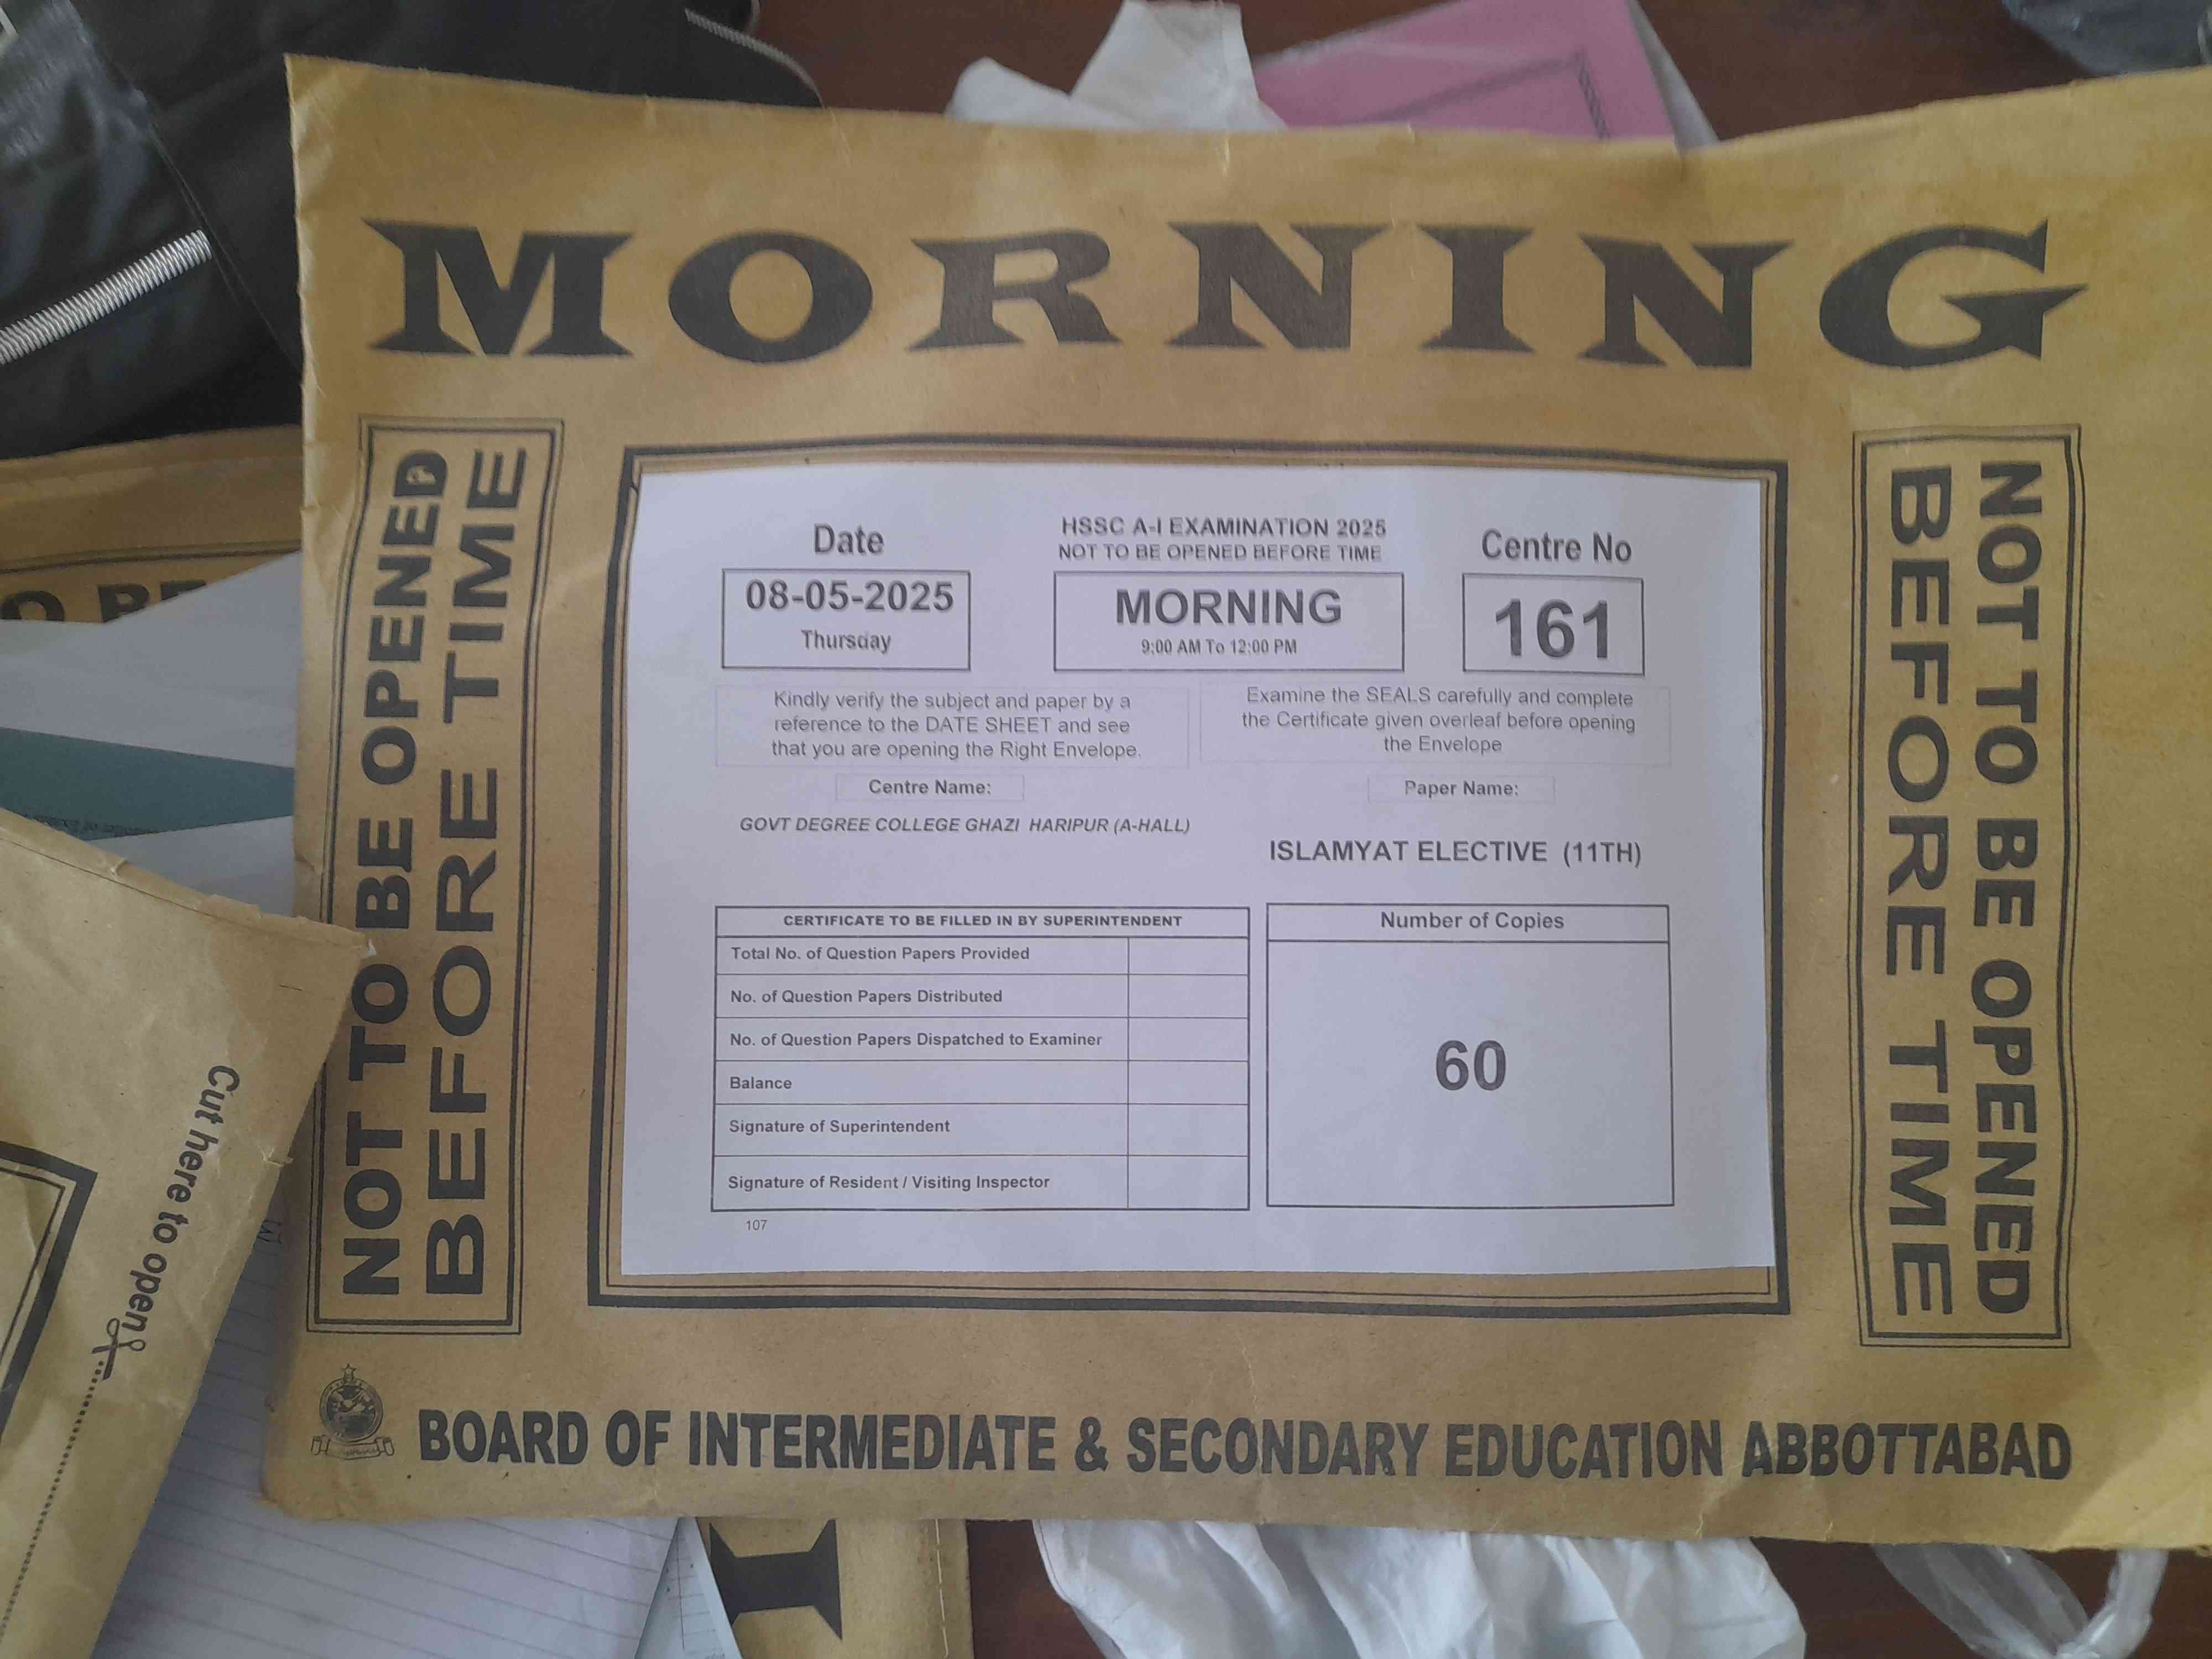 MORNING
NOT TO BE OPENED
BEFORE TIME
Date
08-05-2025
Thursday
HSSC A-I EXAMINATION 2025
NOT TO BE OPENED BEFORE TIME
MORNING
9:00 AM To 12:00 PM
Centre No
161
Kindly verify the subject and paper by a
reference to the DATE SHEET and see
that you are opening the Right Envelope.
Examine the SEALS carefully and complete
the Certificate given overleaf before opening
the Envelope
Centre Name:
GOVT DEGREE COLLEGE GHAZI HARIPUR (A-HALL)
Paper Name:
ISLAMYAT ELECTIVE (11TH)
CERTIFICATE TO BE FILLED IN BY SUPERINTENDENT
Total No. of Question Papers Provided
No. of Question Papers Distributed
No. of Question Papers Dispatched to Examiner
Balance
Signature of Superintendent
Signature of Resident / Visiting Inspector
107
Number of Copies
60
NOT TO BE OPENED
BEFORE TIME
BOARD OF INTERMEDIATE & SECONDARY EDUCATION ABBOTTABAD
Cut here to open